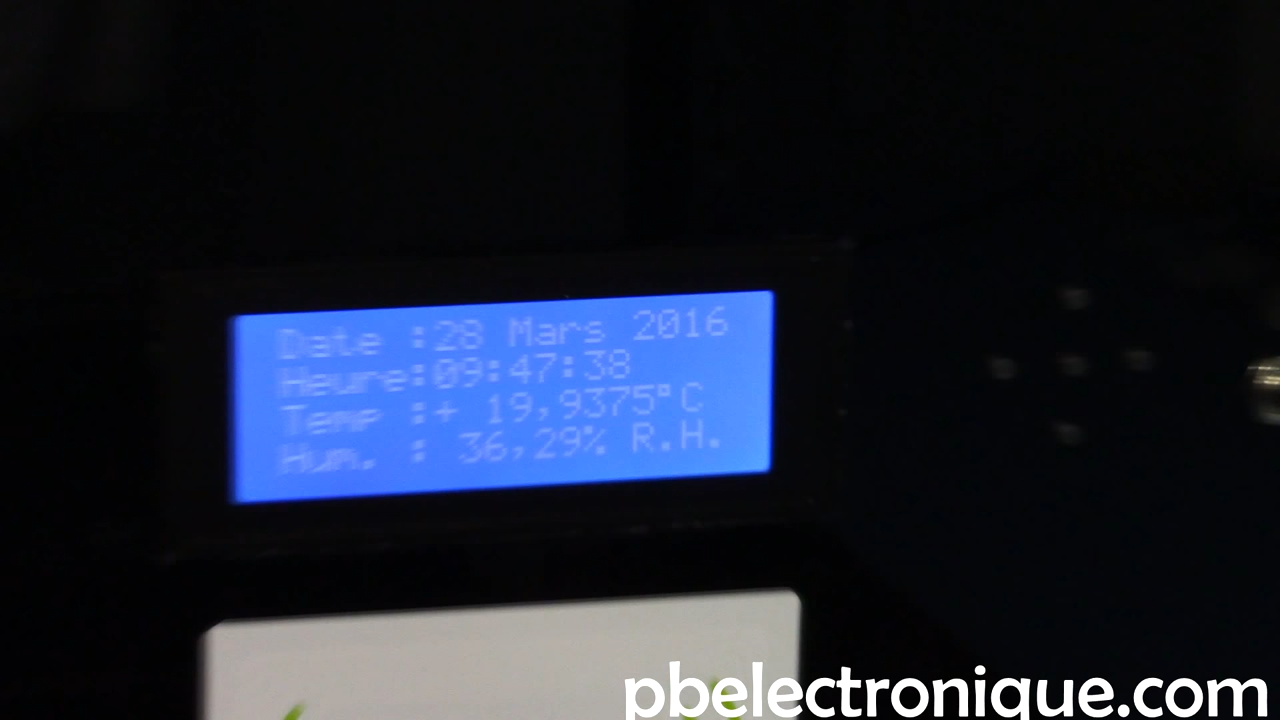 Date :28 Mars 2016
Heure:09:47:38
Temp :+ 19,9375°C
Hum. : 36,29% R.H.
pbelectronique.com